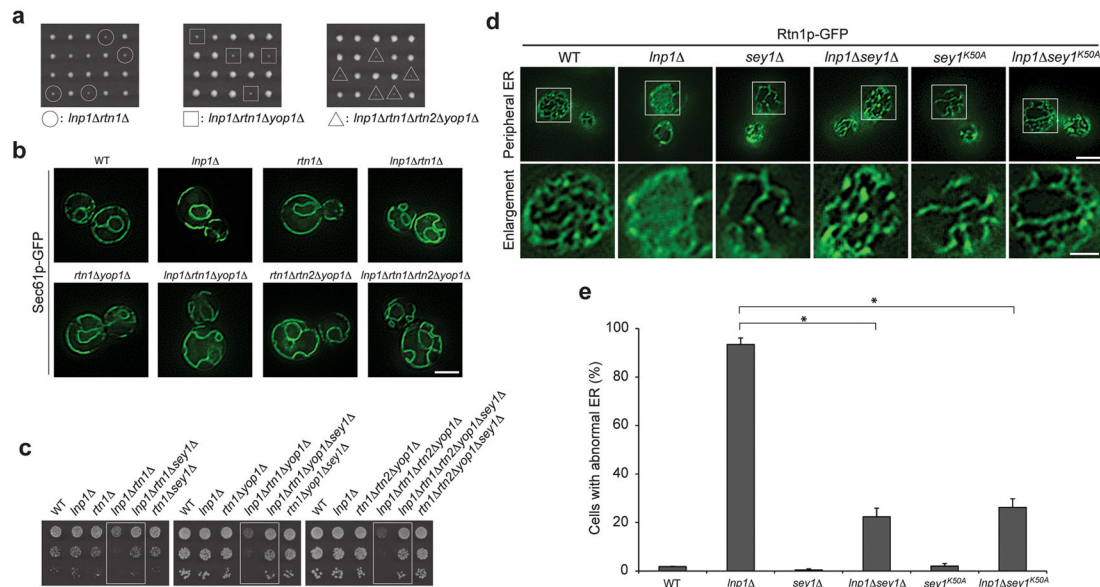 a
○: lnp1Δrtn1Δ
□: lnp1Δrtn1Δyop1Δ
△: lnp1Δrtn1Δrtn2Δyop1Δ
b
Sec61p-GFP
WT
lnp1Δ
rtn1Δ
lnp1Δrtn1Δ
rtn1Δyop1Δ
lnp1Δrtn1Δyop1Δ
rtn1Δrtn2Δyop1Δ
lnp1Δrtn1Δrtn2Δyop1Δ
c
WT
lnp1Δ
rtn1Δ
lnp1Δrtn1Δ
lnp1Δrtn1Δsey1Δ
rtn1Δsey1Δ
WT
lnp1Δ
rtn1Δyop1Δ
lnp1Δrtn1Δyop1Δ
lnp1Δrtn1Δyop1Δsey1Δ
rtn1Δyop1Δsey1Δ
WT
lnp1Δ
rtn1Δrtn2Δyop1Δ
lnp1Δrtn1Δrtn2Δyop1Δ
lnp1Δrtn1Δrtn2Δyop1Δsey1Δ
rtn1Δrtn2Δyop1Δsey1Δ
d
Rtn1p-GFP
WT
lnp1Δ
sey1Δ
lnp1Δsey1Δ
sey1K50A
lnp1Δsey1K50A
Peripheral ER
Enlargement
e
*
*
Cells with abnormal ER (%)
100
80
60
40
20
0
WT
lnp1Δ
sey1Δ
lnp1Δsey1Δ
sey1K50A
lnp1Δsey1K50A